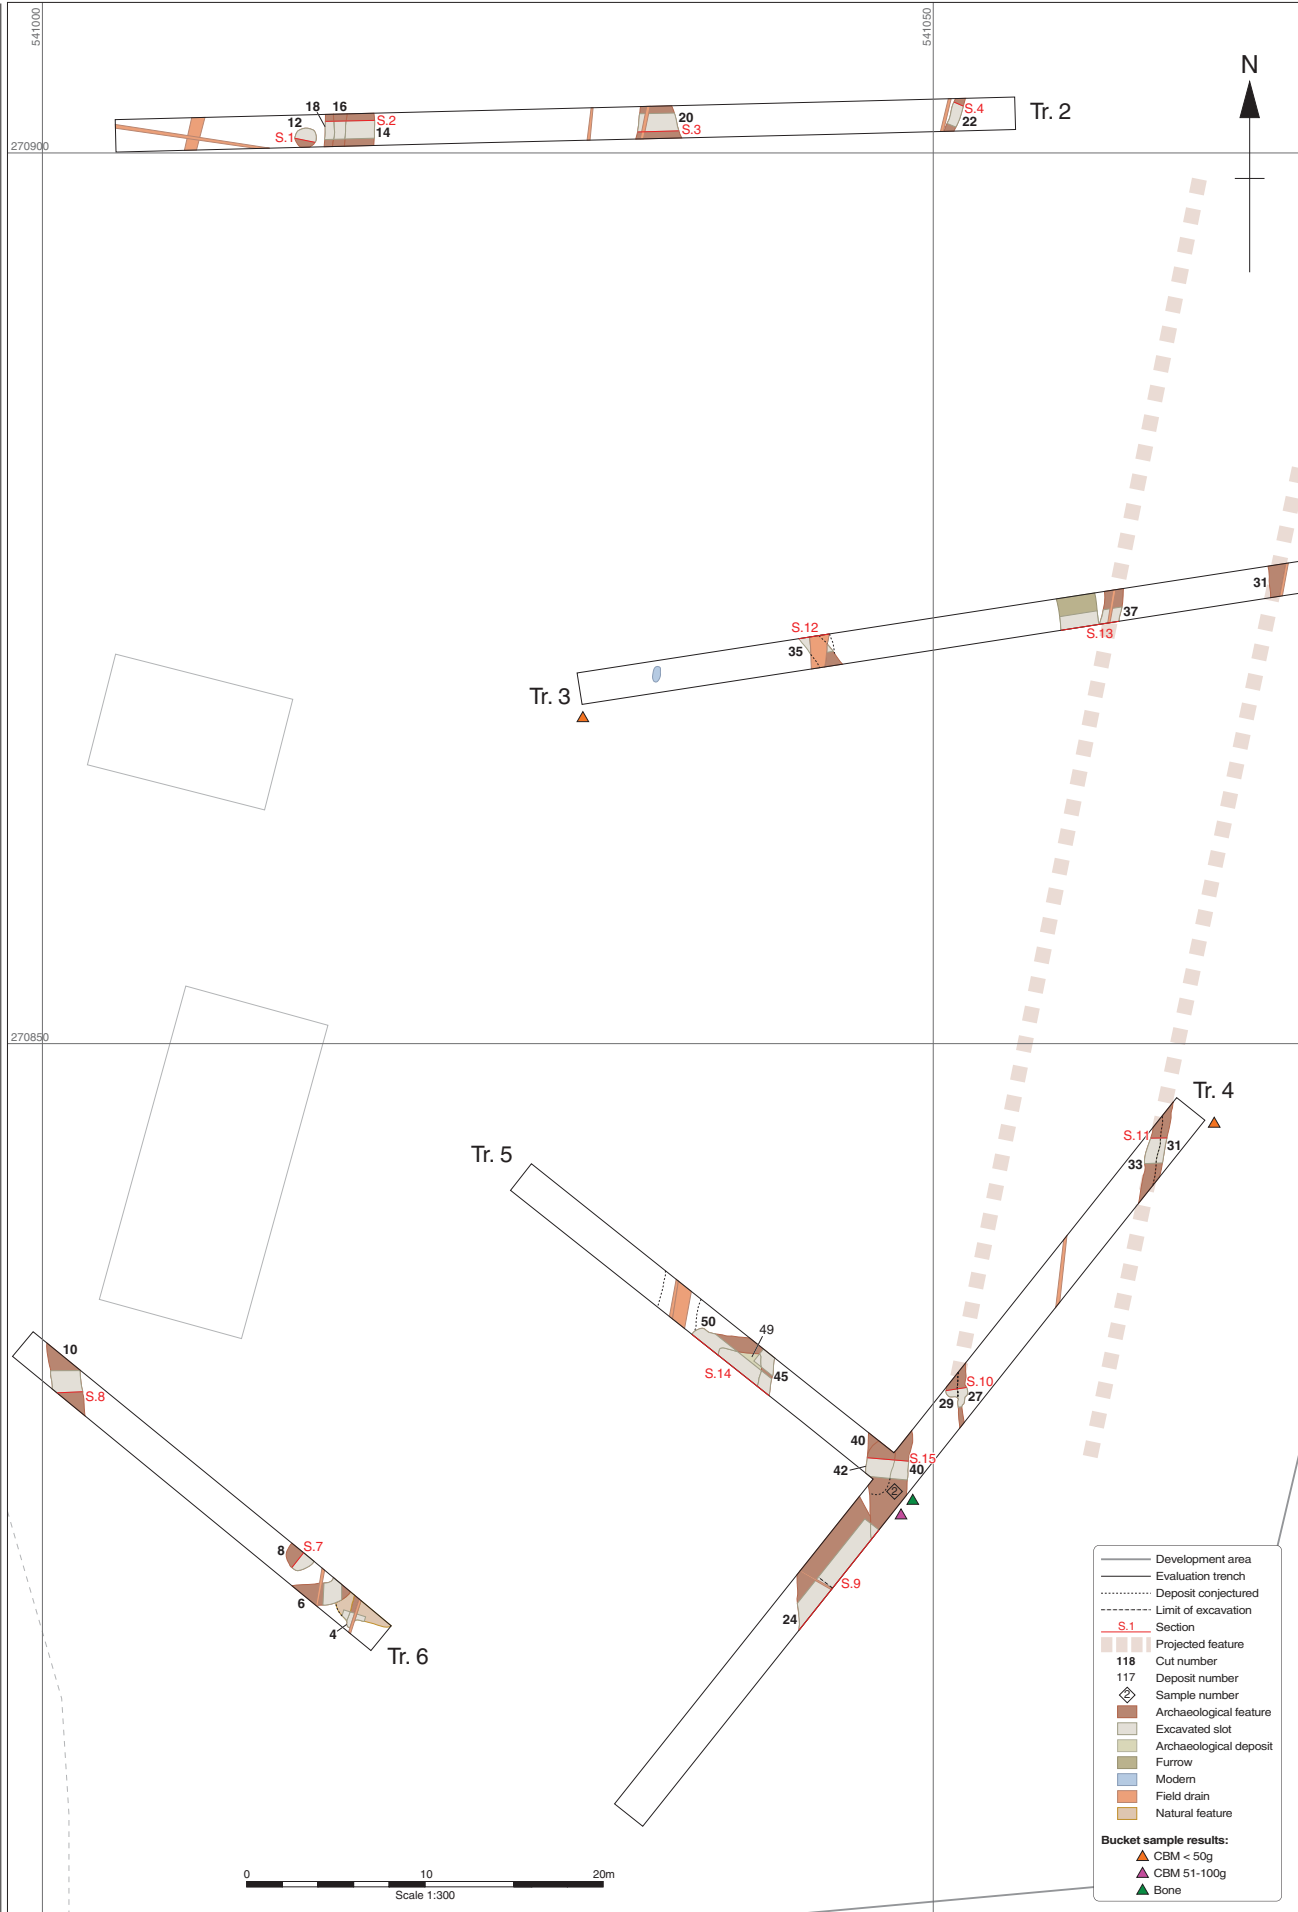 541000
541050
N
18
16
12
S.1
S.2
14
20
S.3
S.4
22
Tr. 2
270900
31
37
S.13
S.12
35
Tr. 3
270850
Tr. 4
S.11
31
33
Tr. 5
50
49
S.14
45
10
S.8
S.10
29
27
40
S.15
42
40
2
8
S.7
6
4
Tr. 6
S.9
24
Development area
Evaluation trench
Deposit conjectured
Limit of excavation
S.1 Section
Projected feature
118 Cut number
117 Deposit number
2 Sample number
Archaeological feature
Excavated slot
Archaeological deposit
Furrow
Modern
Field drain
Natural feature
Bucket sample results:
CBM < 50g
CBM 51-100g
Bone
0 10 20m
Scale 1:300